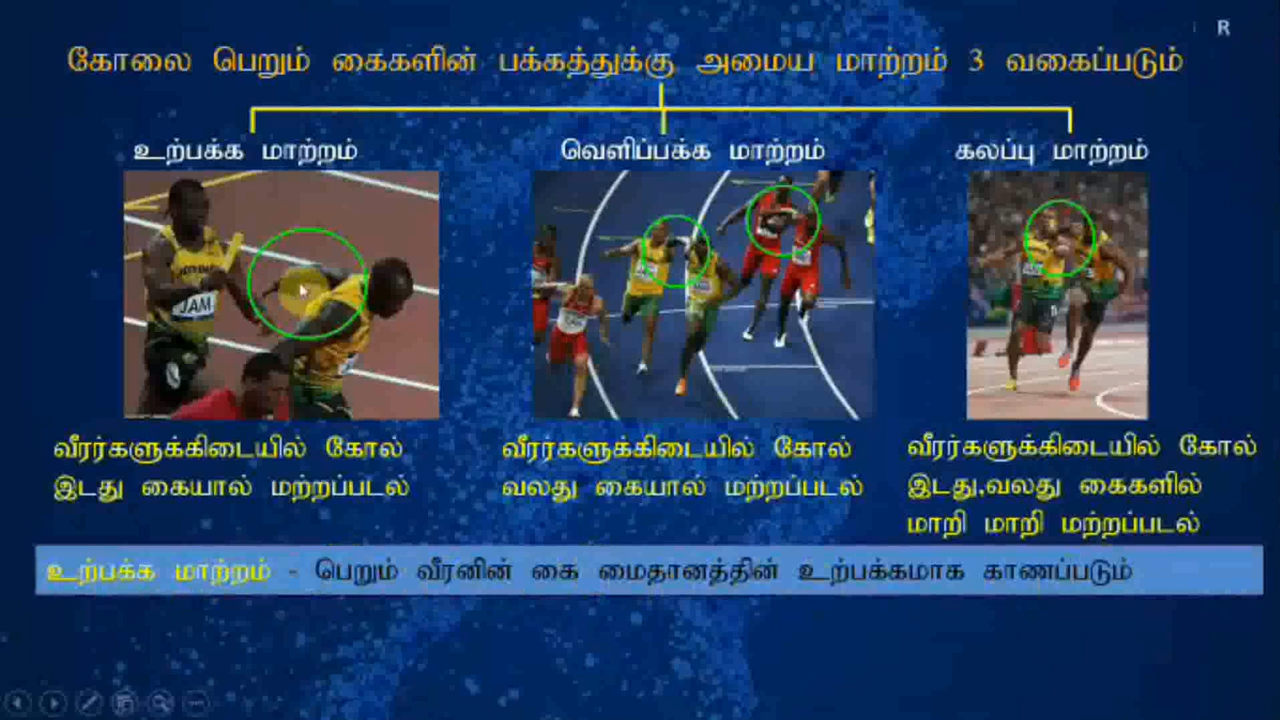 R
கோலை பெறும் கைகளின் பக்கத்துக்கு அமைய மாற்றம் 3 வகைப்படும்
உற்பக்க மாற்றம்
வெளிப்பக்க மாற்றம்
கலப்பு மாற்றம்
JAM
வீரர்களுக்கிடையில் கோல்
இடது கையால் மற்றப்படல்
வீரர்களுக்கிடையில் கோல்
வலது கையால் மற்றப்படல்
வீரர்களுக்கிடையில் கோல்
இடது,வலது கைகளில்
மாறி மாறி மற்றப்படல்
உற்பக்க மாற்றம் - பெறும் வீரனின் கை மைதானத்தின் உற்பக்கமாக காணப்படும்